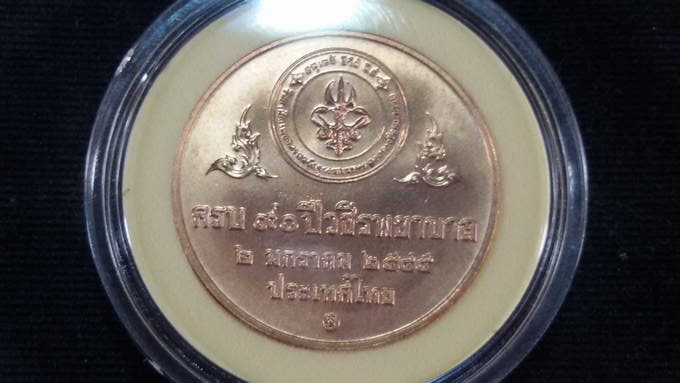 ครบ ๙๐ ปีวชิรพยาบาล
๒ มกราคม ๒๕๔๕
ประเทศไทย